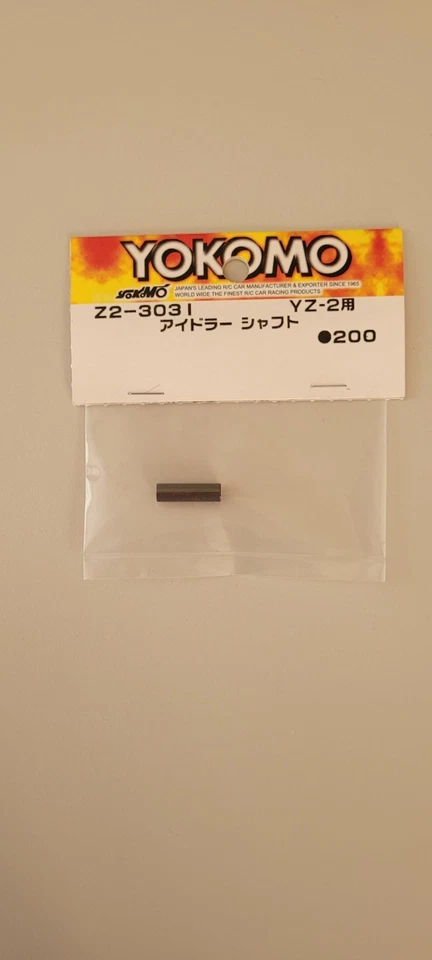 YOKOMO
YOKOMO JAPAN'S LEADING R/C CAR MANUFACTURER & EXPORTER SINCE 1965
WORLD WIDE THE FINEST R/C CAR RACING PRODUCTS
Z2-3031 YZ-2用
アイドラー シャフト
●200